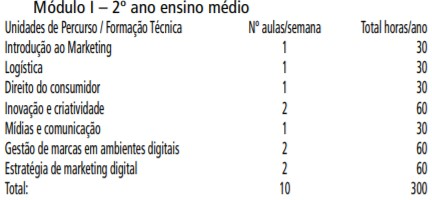 Módulo I – 2º ano ensino médio
Unidades de Percurso / Formação Técnica Nº aulas/semana Total horas/ano
Introdução ao Marketing 1 30
Logística 1 30
Direito do consumidor 1 30
Inovação e criatividade 2 60
Mídias e comunicação 1 30
Gestão de marcas em ambientes digitais 2 60
Estratégia de marketing digital 2 60
Total: 10 300